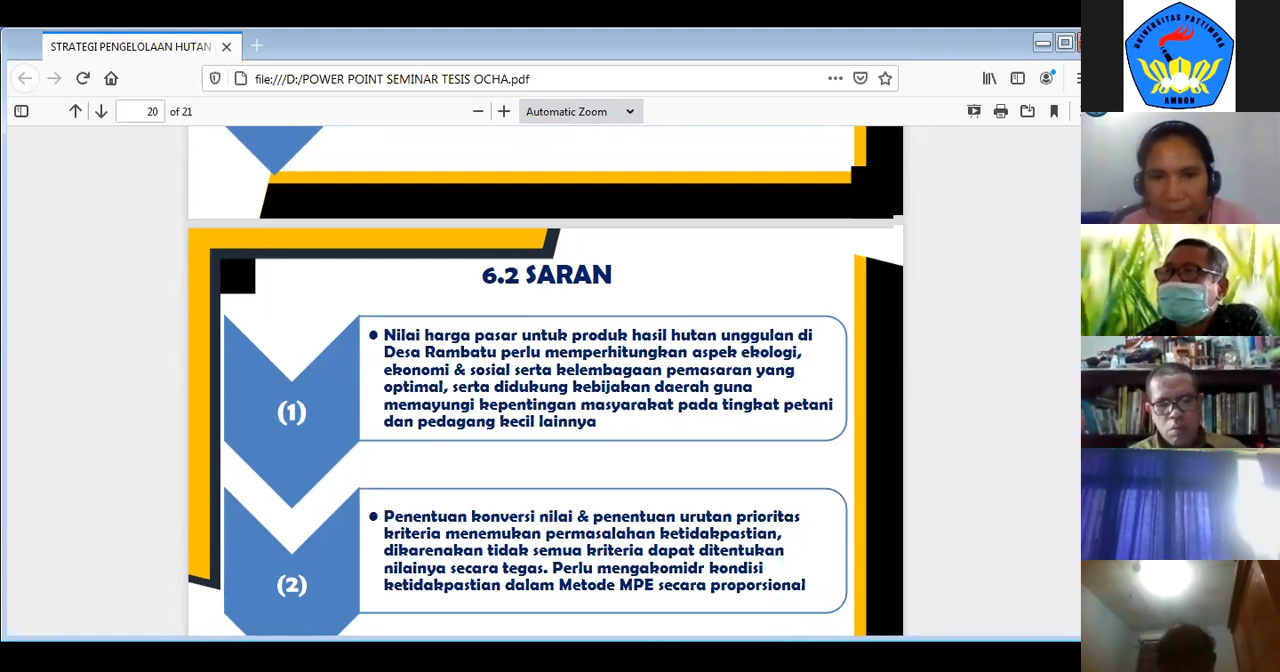 STRATEGI PENGELOLAAN HUTAN
file:///D:/POWER POINT SEMINAR TESIS OCHA.pdf
20 of 21
Automatic Zoom
6.2 SARAN
(1)
• Nilai harga pasar untuk produk hasil hutan unggulan di
Desa Rambatu perlu memperhitungkan aspek ekologi,
ekonomi & sosial serta kelembagaan pemasaran yang
optimal, serta didukung kebijakan daerah guna
memayungi kepentingan masyarakat pada tingkat petani
dan pedagang kecil lainnya
(2)
• Penentuan konversi nilai & penentuan urutan prioritas
kriteria menemukan permasalahan ketidakpastian,
dikarenakan tidak semua kriteria dapat ditentukan
nilainya secara tegas. Perlu mengakomidr kondisi
ketidakpastian dalam Metode MPE secara proporsional
UNIVERSITAS PATTIMURA
AMBON